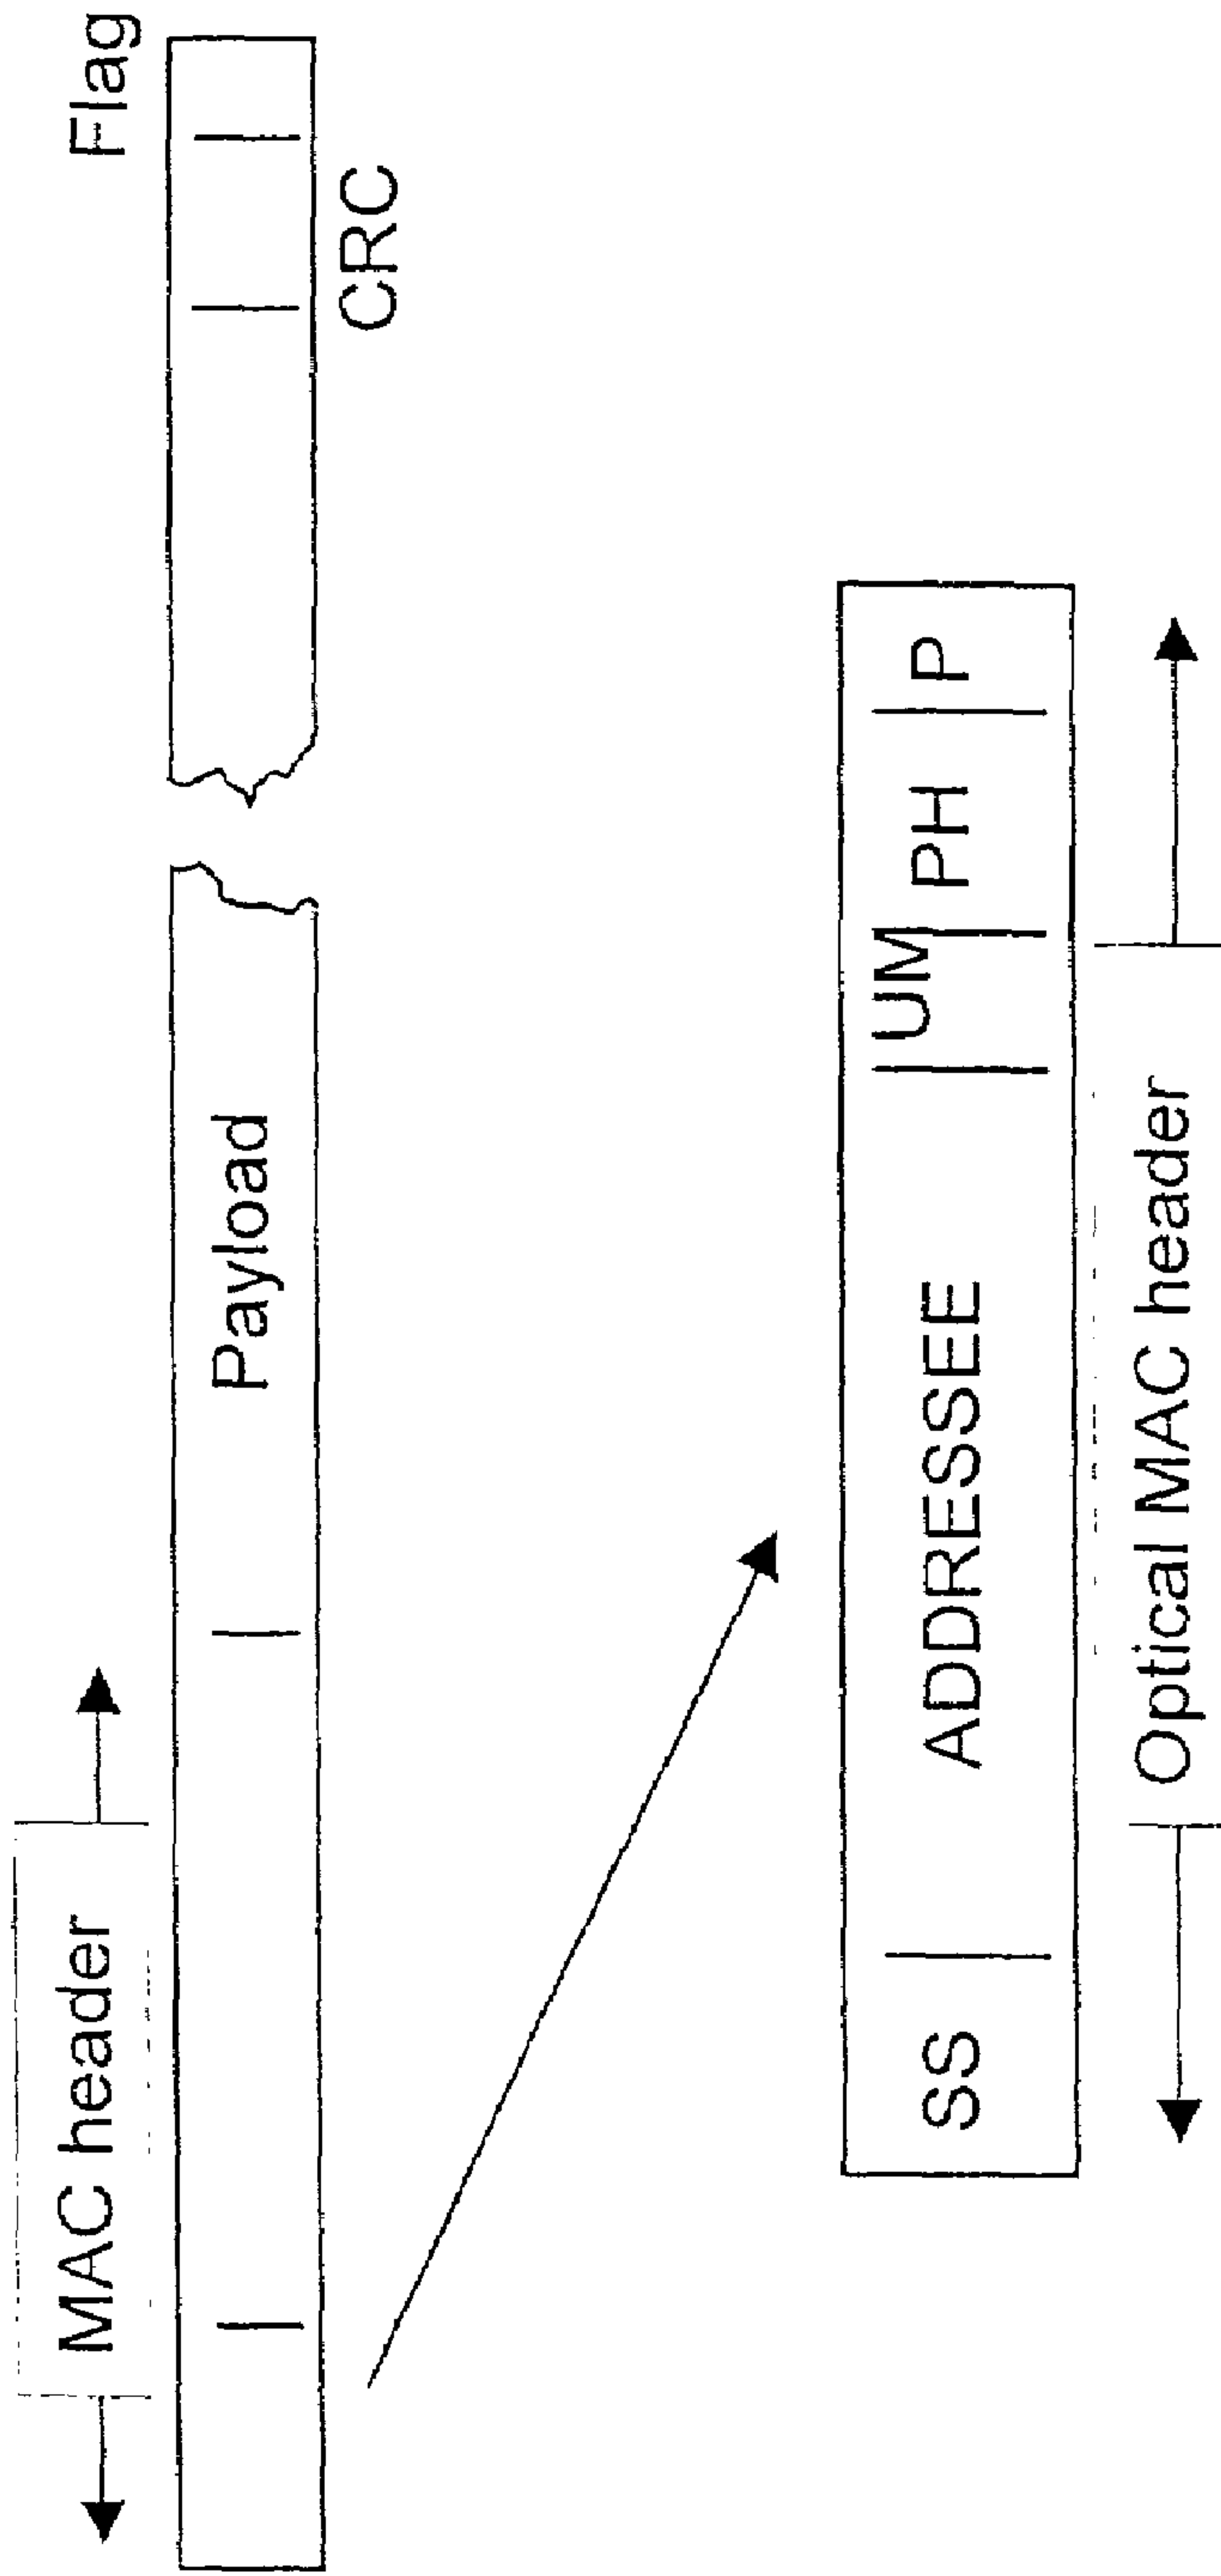 MAC header
Payload
Flag
CRC
SS
ADDRESSEE
UM
PH
P
Optical MAC header